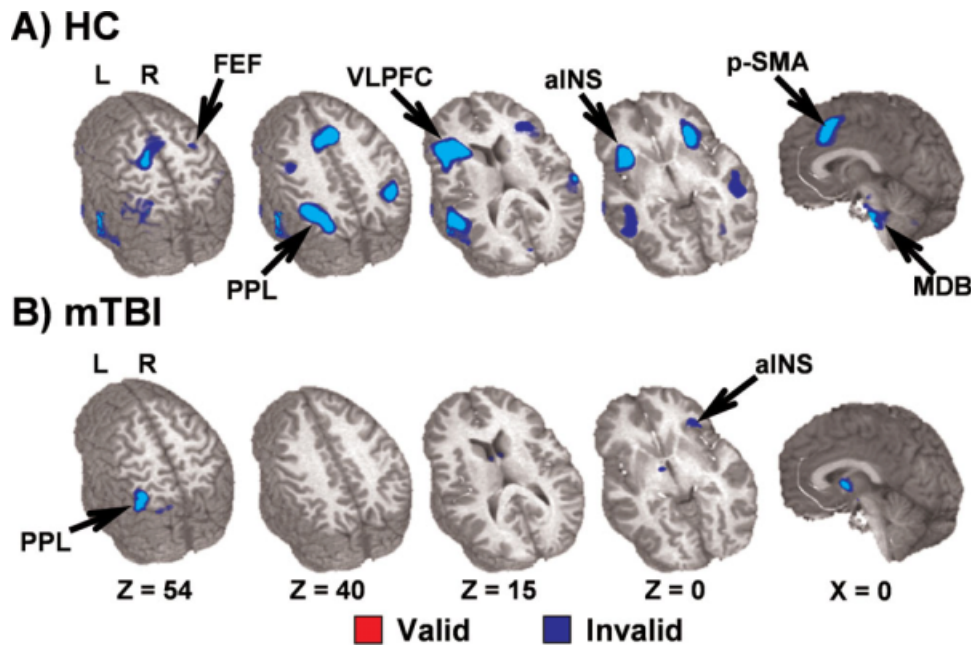 A) HC
L R
FEF
VLPFC
aINS
p-SMA
PPL
MDB
B) mTBI
L R
aINS
PPL
Z = 54
Z = 40
Z = 15
Z = 0
X = 0
Valid
Invalid